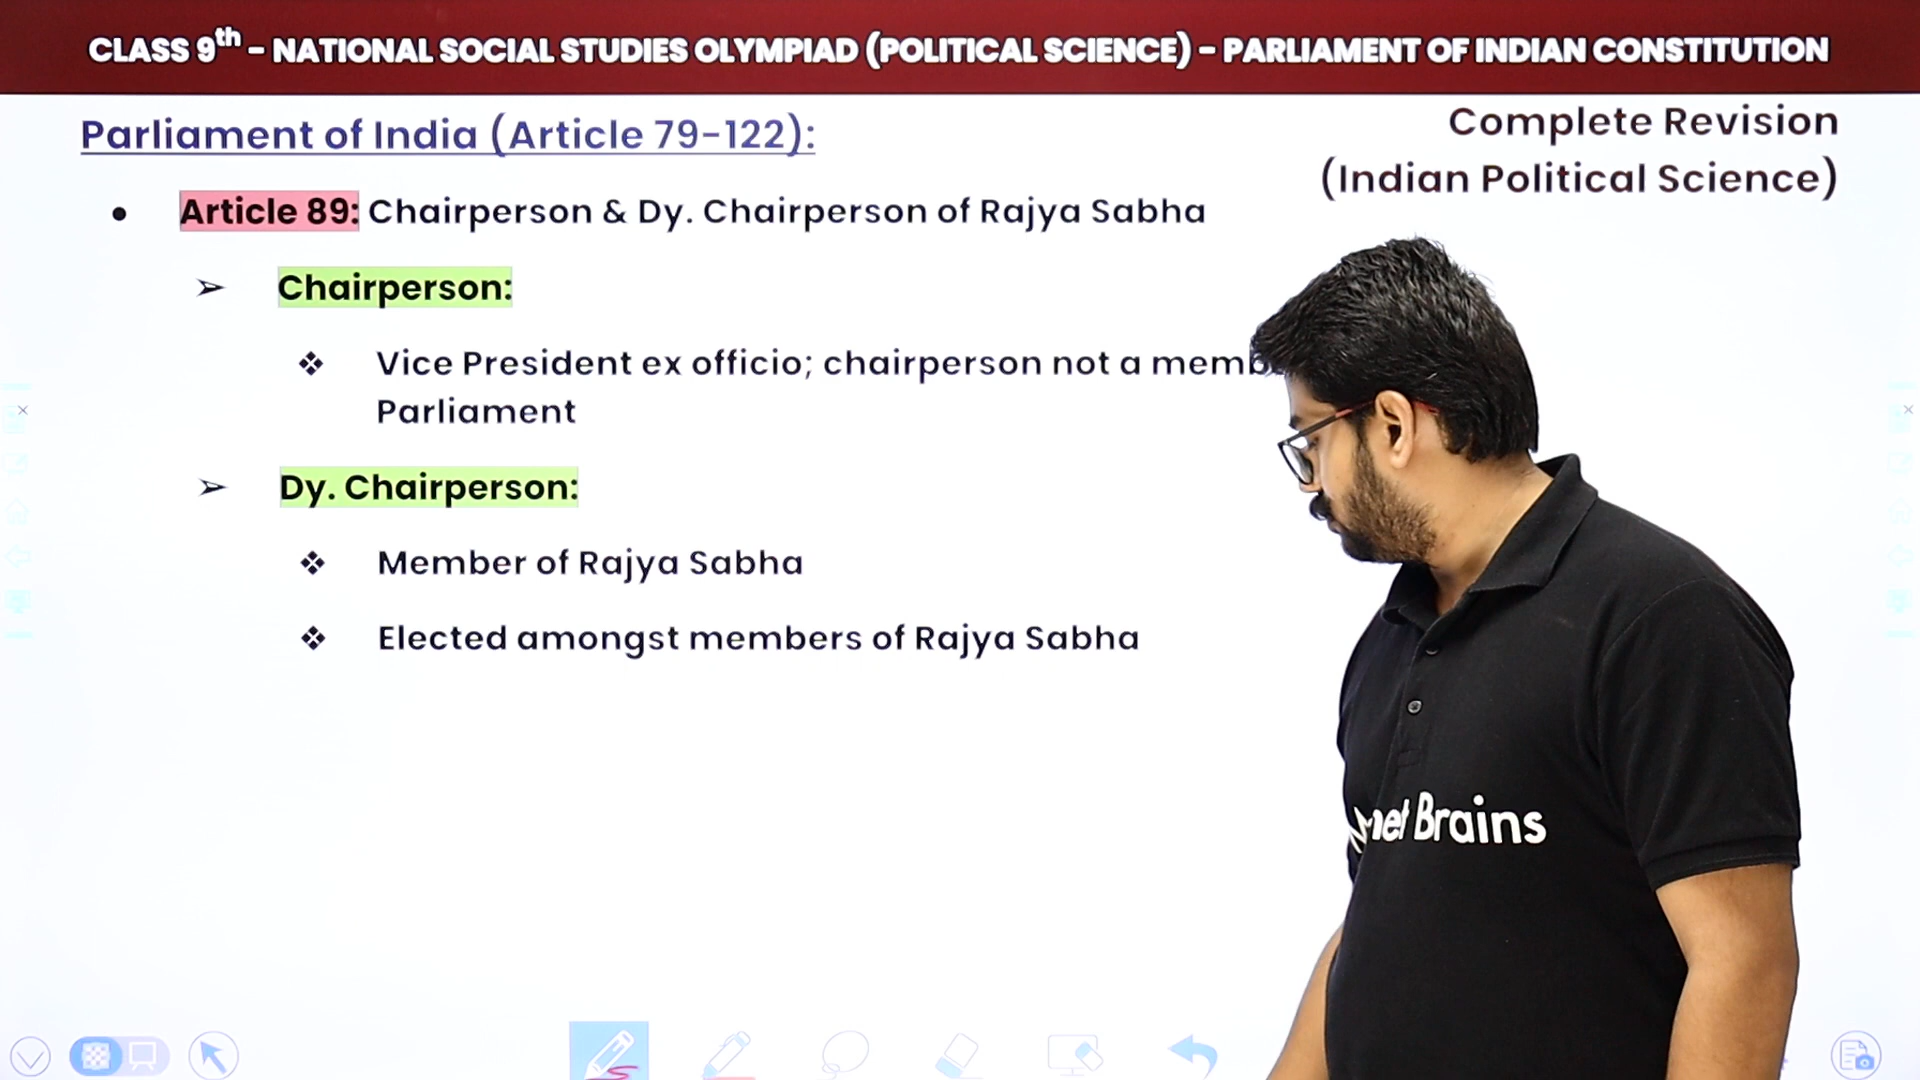 CLASS 9th - NATIONAL SOCIAL STUDIES OLYMPIAD (POLITICAL SCIENCE) - PARLIAMENT OF INDIAN CONSTITUTION
Complete Revision
(Indian Political Science)
Parliament of India (Article 79-122):
• Article 89: Chairperson & Dy. Chairperson of Rajya Sabha
➢ Chairperson:
❖ Vice President ex officio; chairperson not a
Parliament
➢ Dy. Chairperson:
❖ Member of Rajya Sabha
❖ Elected amongst members of Rajya Sabha
Brains